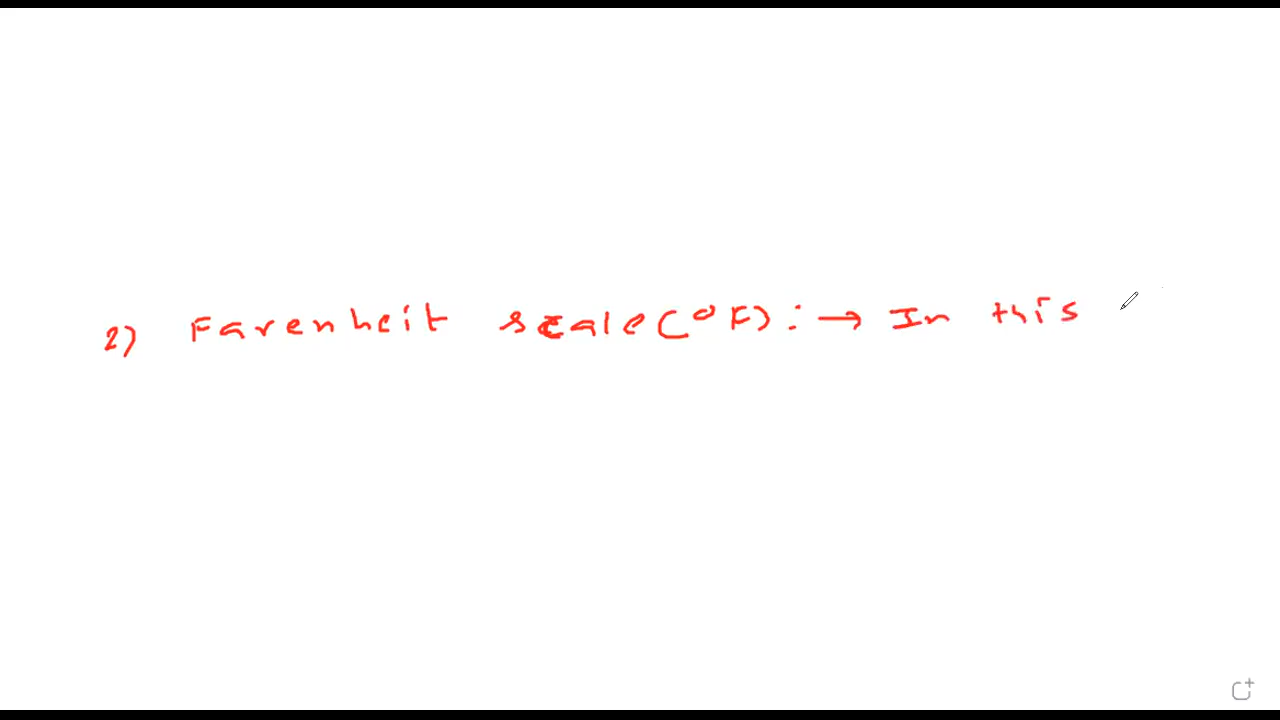 2) Farenheit scale (°F) :→ In this